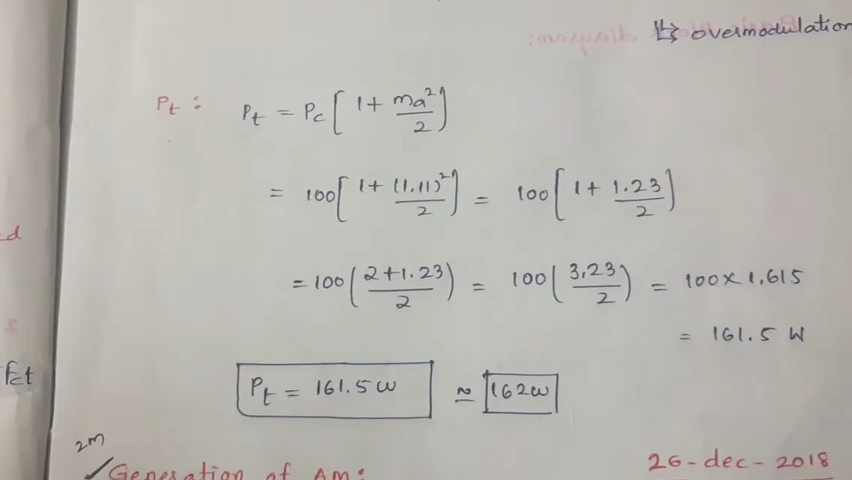 ↳ overmodulation
Pt : Pt = Pc [1 + ma²/2]
= 100 [1 + (1.11)²/2] = 100 [1 + 1.23/2]
= 100 (2+1.23/2) = 100 (3.23/2) = 100 × 1.615
= 161.5 W
Pt = 161.5 W ≈ 162W
fct
2m
26-dec-2018
✓ Generation of AM: